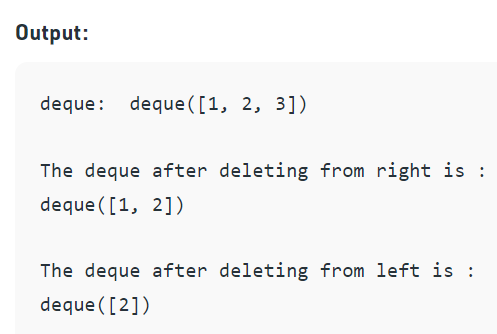 Output:
deque:  deque([1, 2, 3])
The deque after deleting from right is :
deque([1, 2])
The deque after deleting from left is :
deque([2])